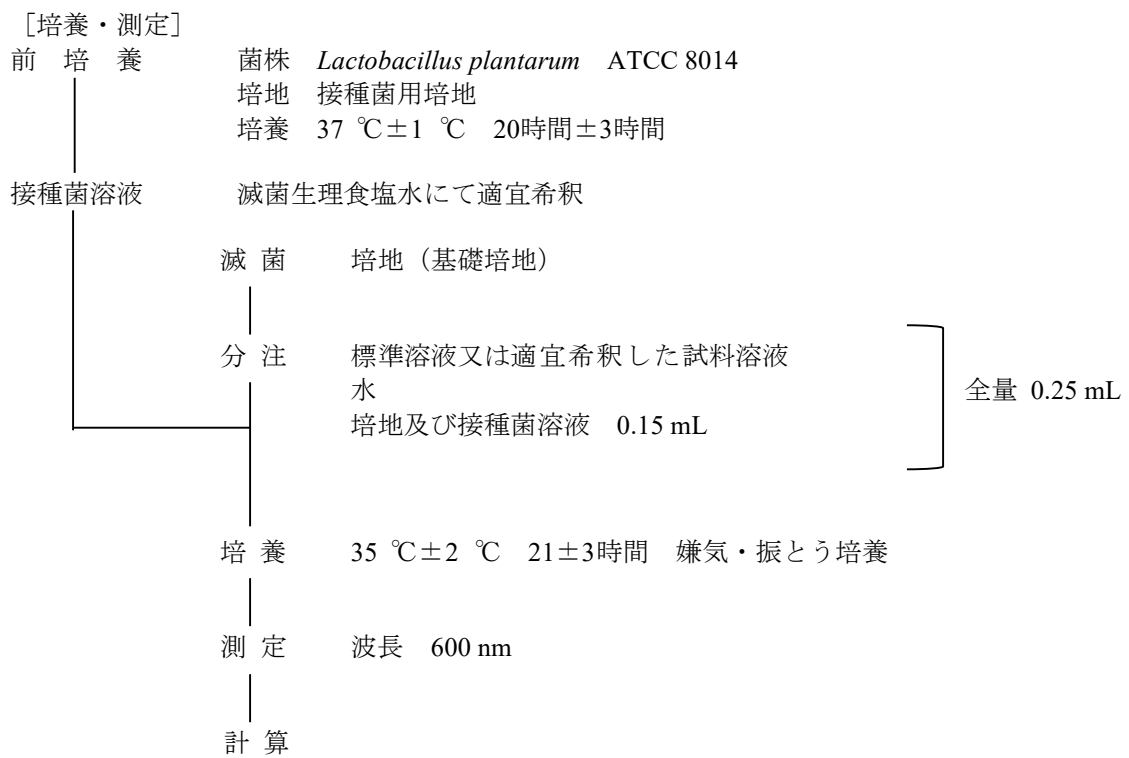 ［培養・測定］
前 培 養 菌株 Lactobacillus plantarum ATCC 8014
培地 接種菌用培地
培養 37 ℃±1 ℃ 20時間±3時間
接種菌溶液 滅菌生理食塩水にて適宜希釈
滅 菌 培地（基礎培地）
分 注 標準溶液又は適宜希釈した試料溶液
水
全量 0.25 mL
培地及び接種菌溶液 0.15 mL
培 養 35 ℃±2 ℃ 21±3時間 嫌気・振とう培養
測 定 波長 600 nm
計 算